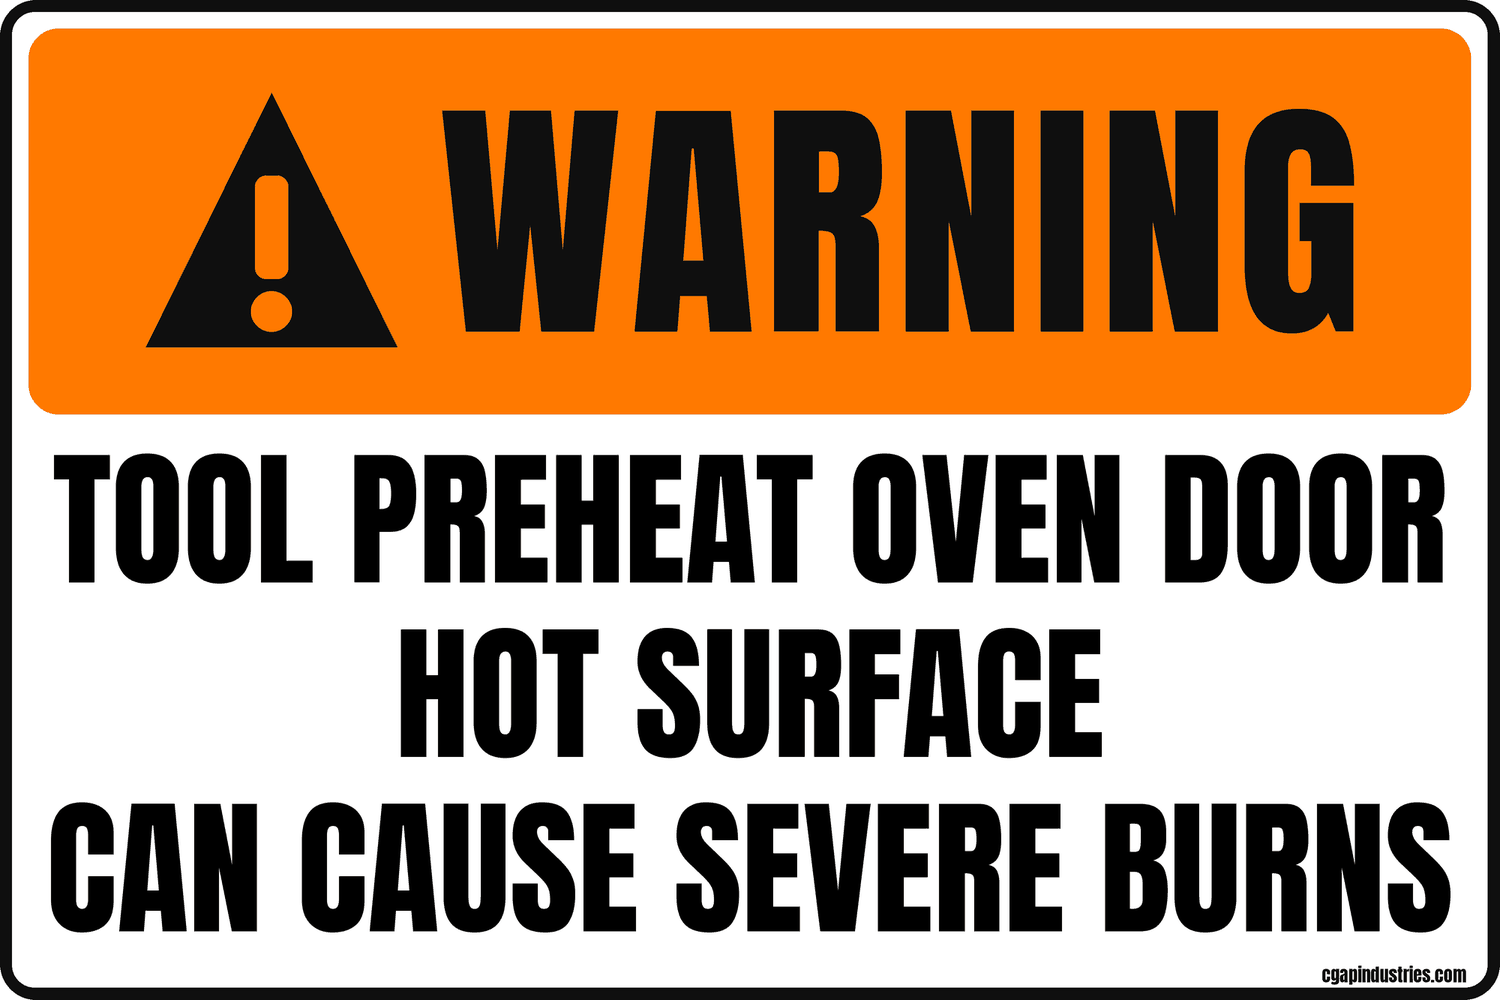 WARNING
TOOL PREHEAT OVEN DOOR
HOT SURFACE
CAN CAUSE SEVERE BURNS
cgapindustries.com